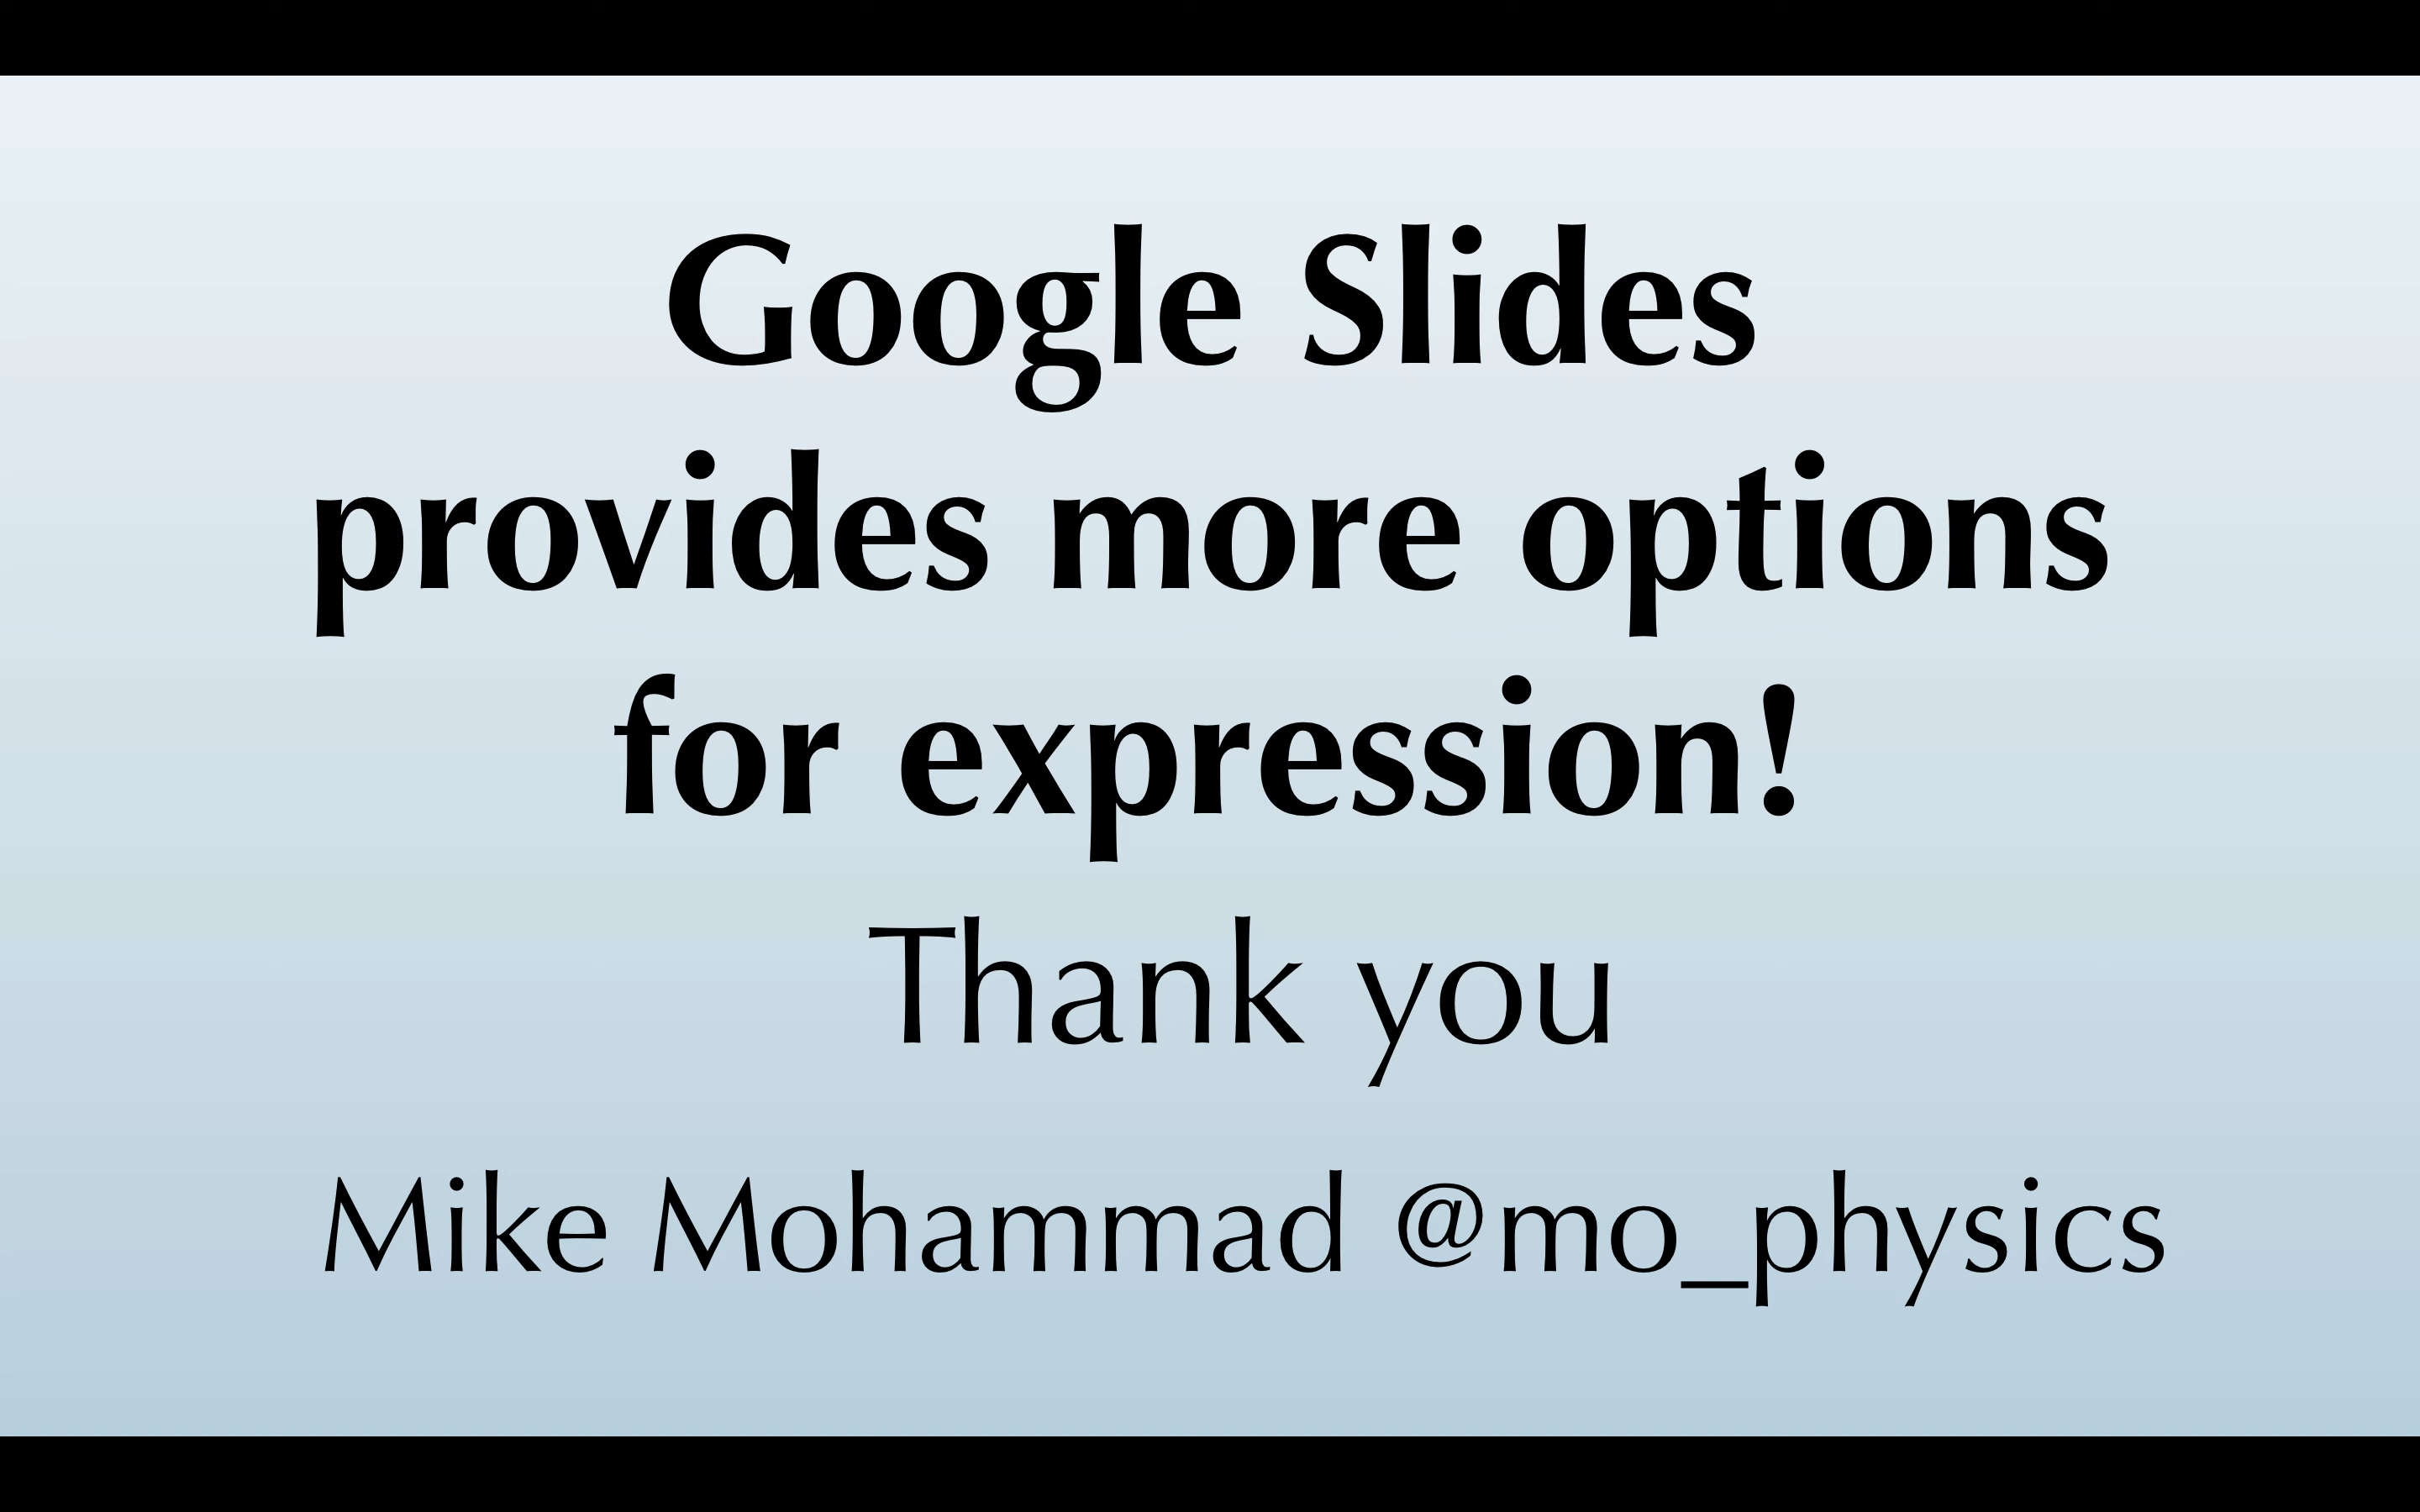 Google Slides
provides more options
for expression!
Thank you
Mike Mohammad @mo_physics